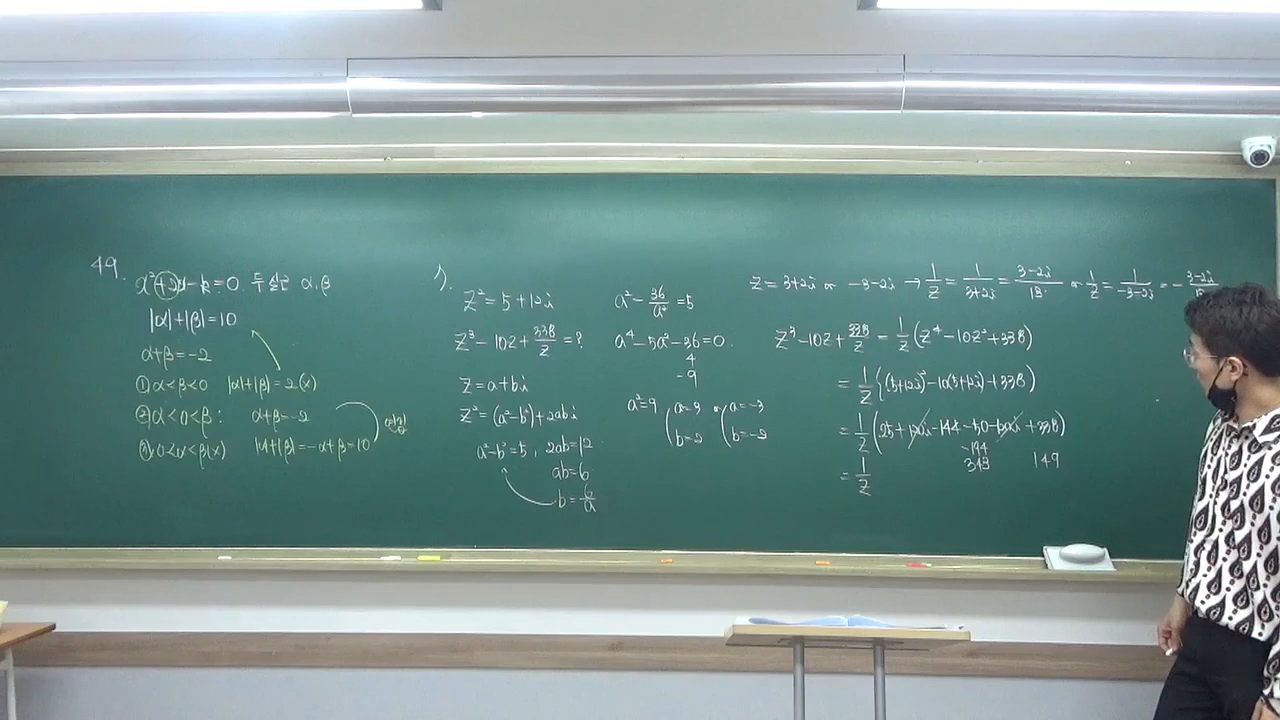 49.
x²+2x-k=0 두 실근 α, β
|α|+|β|=10
α+β=-2
① α<β<0 |α|+|β|=2(x)
② α<0<β: α+β=-2
③ 0<α<β(x) |α|+|β|=-α+β=10
Z²=5+12i
Z³-10Z+338/Z=?
Z=a+bi
Z²=(a²-b²)+2abi
a²-b²=5, 2ab=12
ab=6
b=6/a
a²-36/a²=5
a⁴-5a²-36=0.
4
-9
a²=9 (a=3 or (a=-3
b=2 b=-2
Z=3+2i or -3-2i → 1/Z=1/(3+2i)=(3-2i)/13 or 1/Z=1/(-3-2i)=-(3-2i)/
Z³-10Z+338/Z=1/Z(Z⁴-10Z²+338)
=1/Z{(5+12i)²-10(5+12i)+338}
=1/Z(25+120i-144-50-120i+338)
-194
343 149
=1/Z